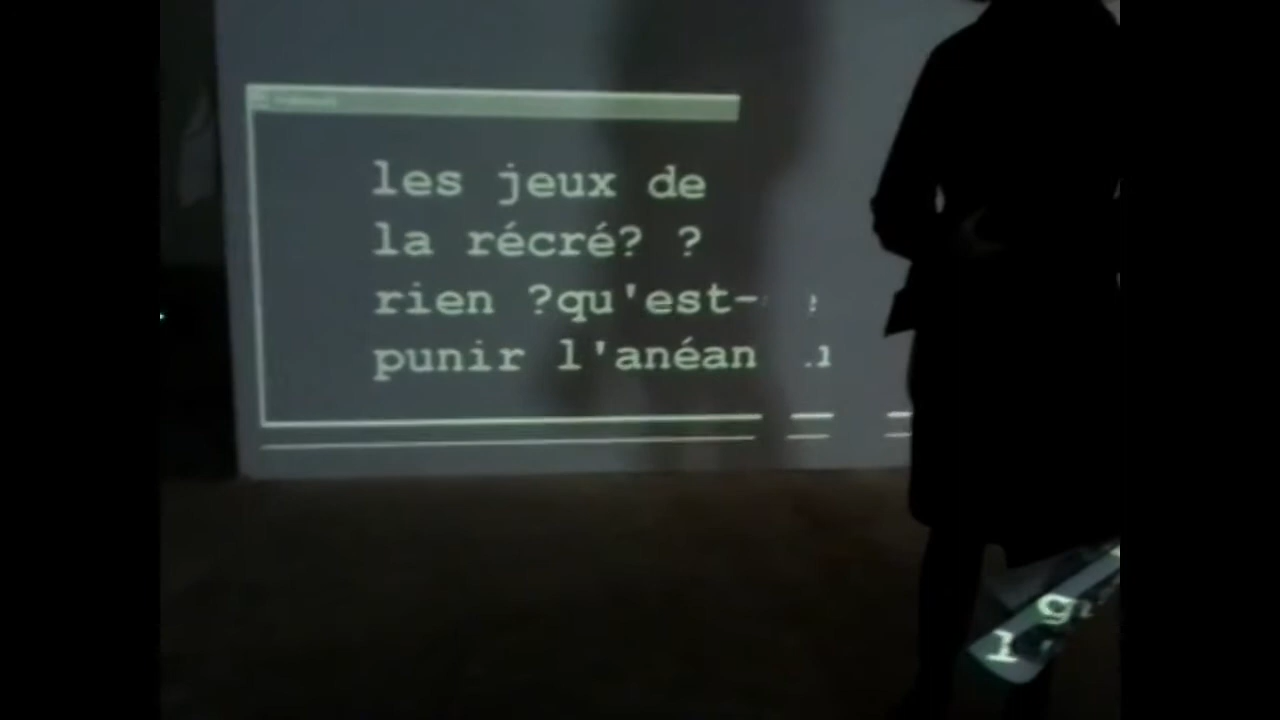 les jeux de
la récré? ?
rien ?qu'est-
punir l'anéan
l g